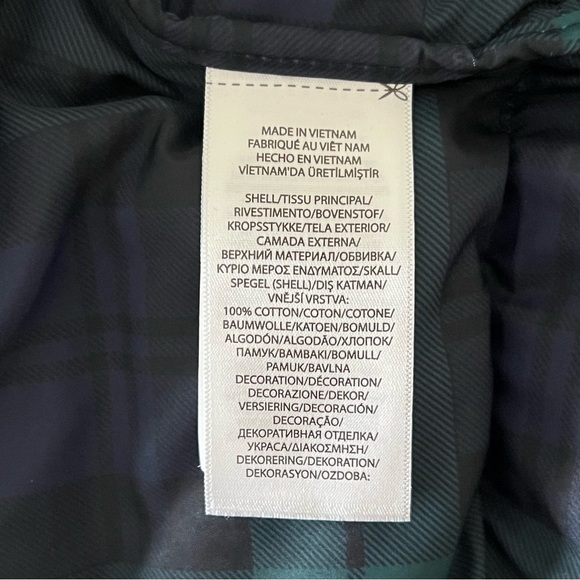 MADE IN VIETNAM
FABRIQUÉ AU VIÊT NAM
HECHO EN VIETNAM
VİETNAM'DA ÜRETİLMİŞTİR
SHELL/TISSU PRINCIPAL/
RIVESTIMENTO/BOVENSTOF/
KROPSSTYKKE/TELA EXTERIOR/
CAMADA EXTERNA/
ВЕРХНИЙ МАТЕРИАЛ/ОБВИВКА/
ΚΥΡΙΟ ΜΕΡΟΣ ΕΝΔΥΜΑΤΟΣ/SKALL/
SPEGEL (SHELL)/DIŞ KATMAN/
VNĚJŠÍ VRSTVA:
100% COTTON/COTON/COTONE/
BAUMWOLLE/KATOEN/BOMULD/
ALGODÓN/ALGODÃO/ХЛОПОК/
ПАМУК/ΒΑΜΒΑΚΙ/BOMULL/
PAMUK/BAVLNA
DECORATION/DÉCORATION/
DECORAZIONE/DEKOR/
VERSIERING/DECORACIÓN/
DECORAÇÃO/
ДЕКОРАТИВНАЯ ОТДЕЛКА/
УКРАСА/ΔΙΑΚΟΣΜΗΣΗ/
DEKORERING/DEKORATION/
DEKORASYON/OZDOBA: